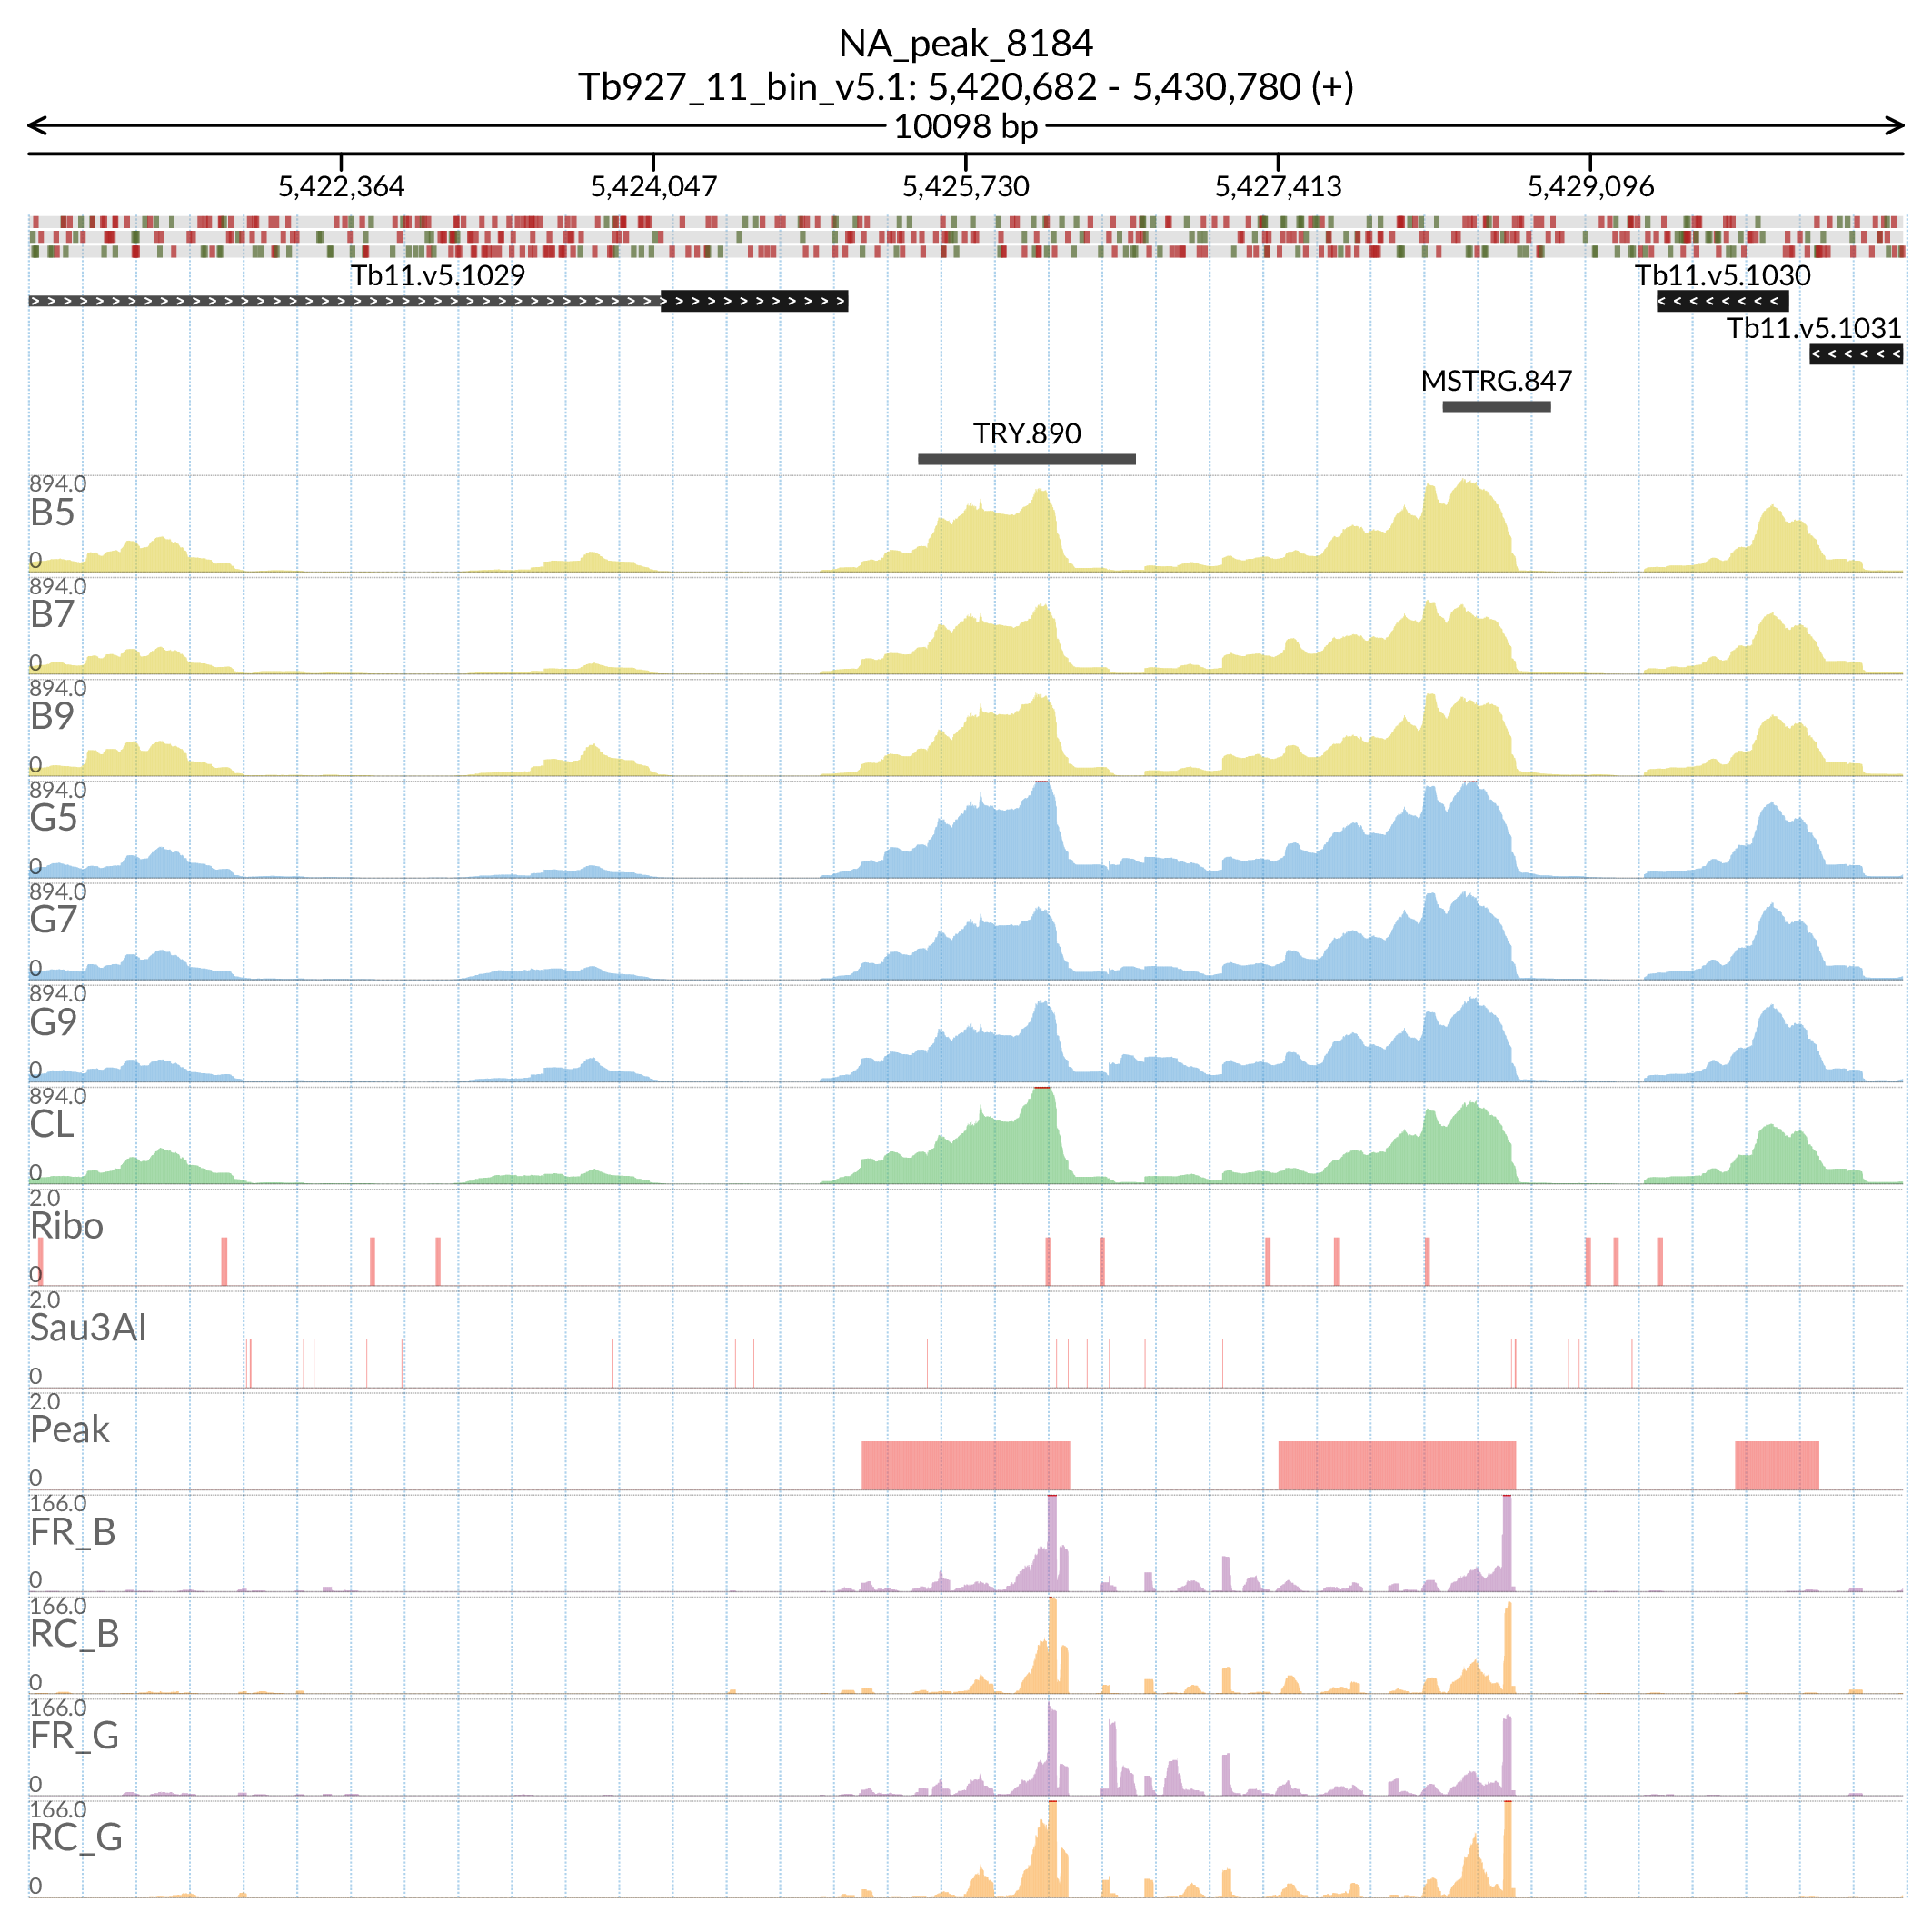 NA_peak_8184
Tb927_11_bin_v5.1: 5,420,682 - 5,430,780 (+)
10098 bp
5,422,364 5,424,047 5,425,730 5,427,413 5,429,096
Tb11.v5.1029 Tb11.v5.1030
Tb11.v5.1031
MSTRG.847
TRY.890
894.0
B5
0
894.0
B7
0
894.0
B9
0
894.0
G5
0
894.0
G7
0
894.0
G9
0
894.0
CL
0
2.0
Ribo
0
2.0
Sau3AI
0
2.0
Peak
0
166.0
FR_B
0
166.0
RC_B
0
166.0
FR_G
0
166.0
RC_G
0